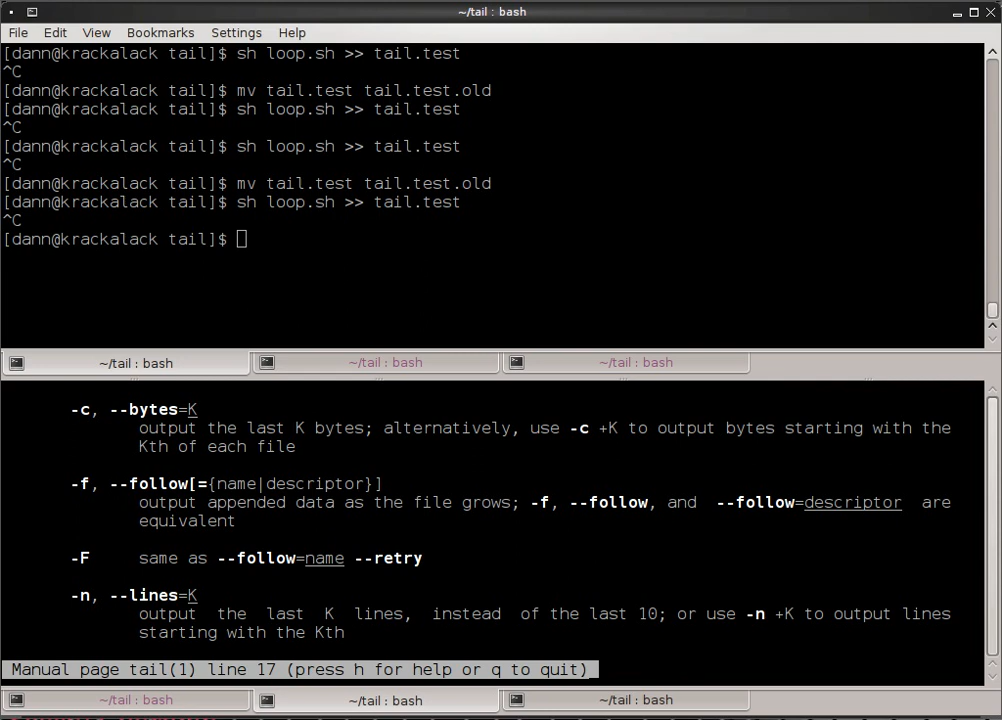 ~/tail : bash
File Edit View Bookmarks Settings Help
[dann@krackalack tail]$ sh loop.sh >> tail.test
^C
[dann@krackalack tail]$ mv tail.test tail.test.old
[dann@krackalack tail]$ sh loop.sh >> tail.test
^C
[dann@krackalack tail]$ sh loop.sh >> tail.test
^C
[dann@krackalack tail]$ mv tail.test tail.test.old
[dann@krackalack tail]$ sh loop.sh >> tail.test
^C
[dann@krackalack tail]$
~/tail : bash ~/tail : bash ~/tail : bash
-c, --bytes=K
output the last K bytes; alternatively, use -c +K to output bytes starting with the
Kth of each file
-f, --follow[={name|descriptor}]
output appended data as the file grows; -f, --follow, and --follow=descriptor are
equivalent
-F same as --follow=name --retry
-n, --lines=K
output the last K lines, instead of the last 10; or use -n +K to output lines
starting with the Kth
Manual page tail(1) line 17 (press h for help or q to quit)
~/tail : bash ~/tail : bash ~/tail : bash